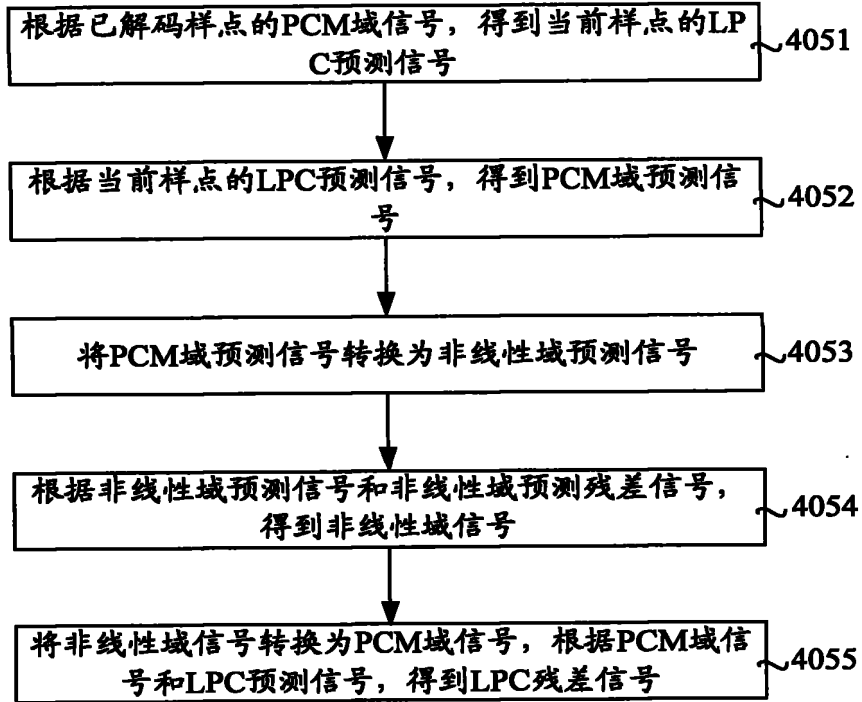 根据已解码样点的PCM域信号，得到当前样点的LP
C预测信号
4051
根据当前样点的LPC预测信号，得到PCM域预测信
号
4052
将PCM域预测信号转换为非线性域预测信号
4053
根据非线性域预测信号和非线性域预测残差信号，
得到非线性域信号
4054
将非线性域信号转换为PCM域信号，根据PCM域信
号和LPC预测信号，得到LPC残差信号
4055